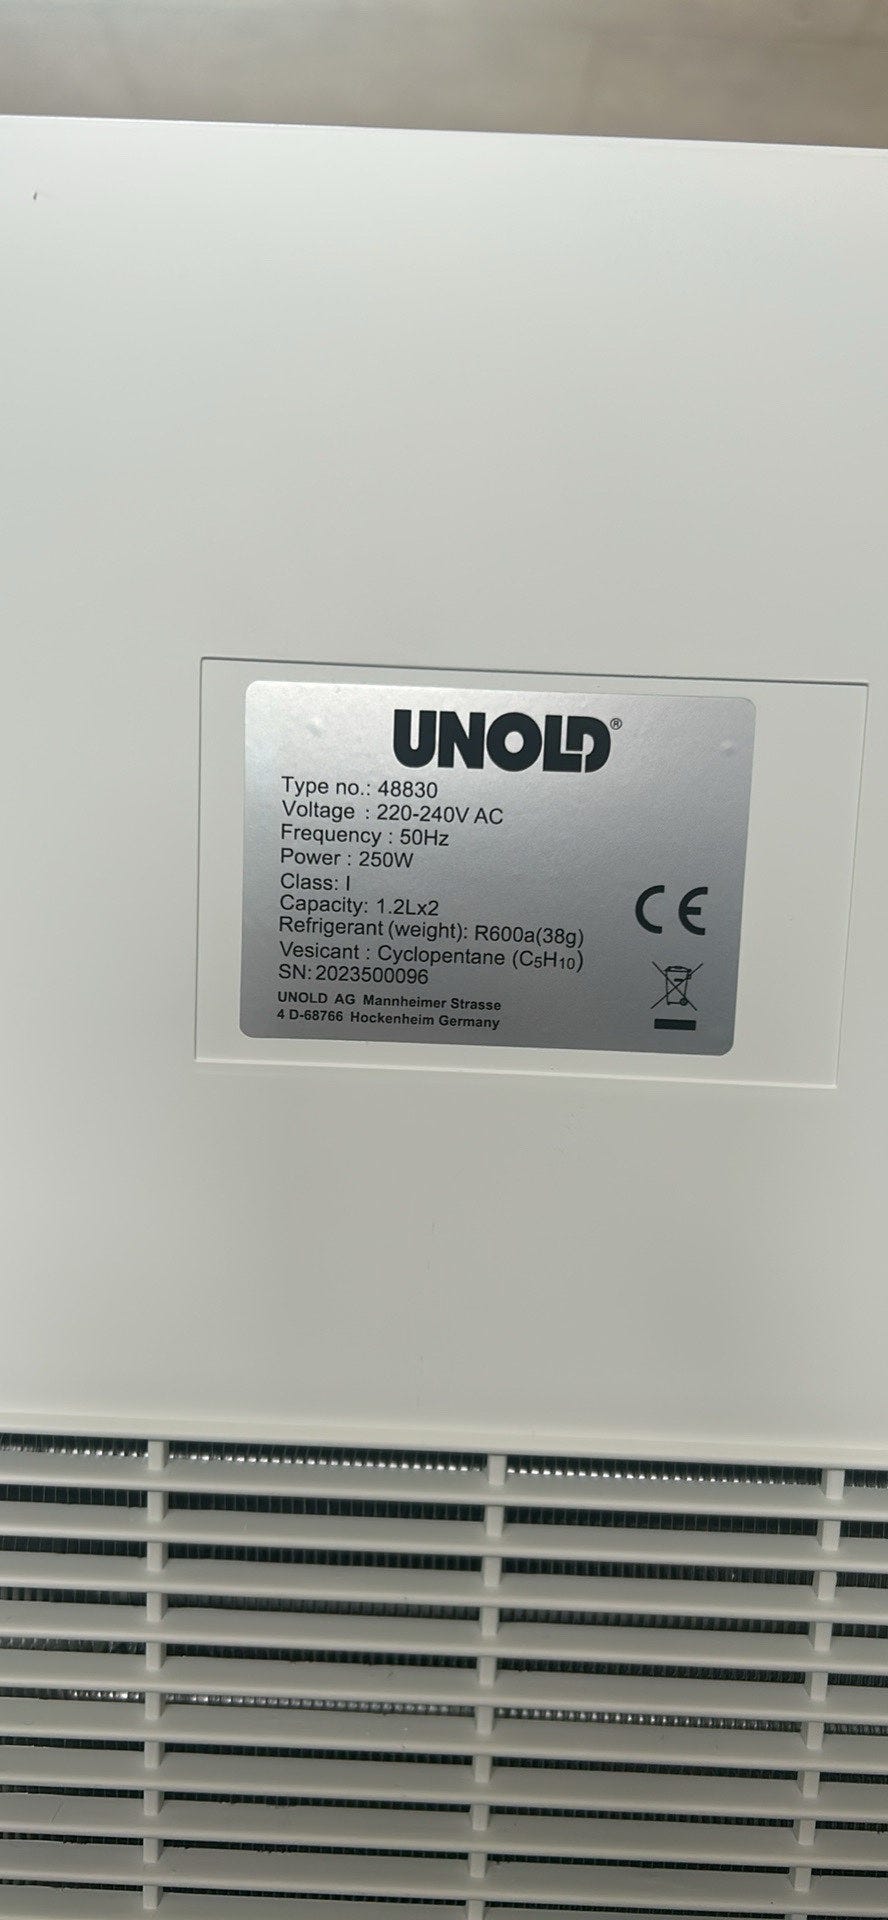 UNOLD®
Type no.: 48830
Voltage : 220-240V AC
Frequency : 50Hz
Power : 250W
Class: I
Capacity: 1.2Lx2
Refrigerant (weight): R600a(38g)
Vesicant : Cyclopentane (C₅H₁₀)
SN: 2023500096
UNOLD AG Mannheimer Strasse
4 D-68766 Hockenheim Germany
CE